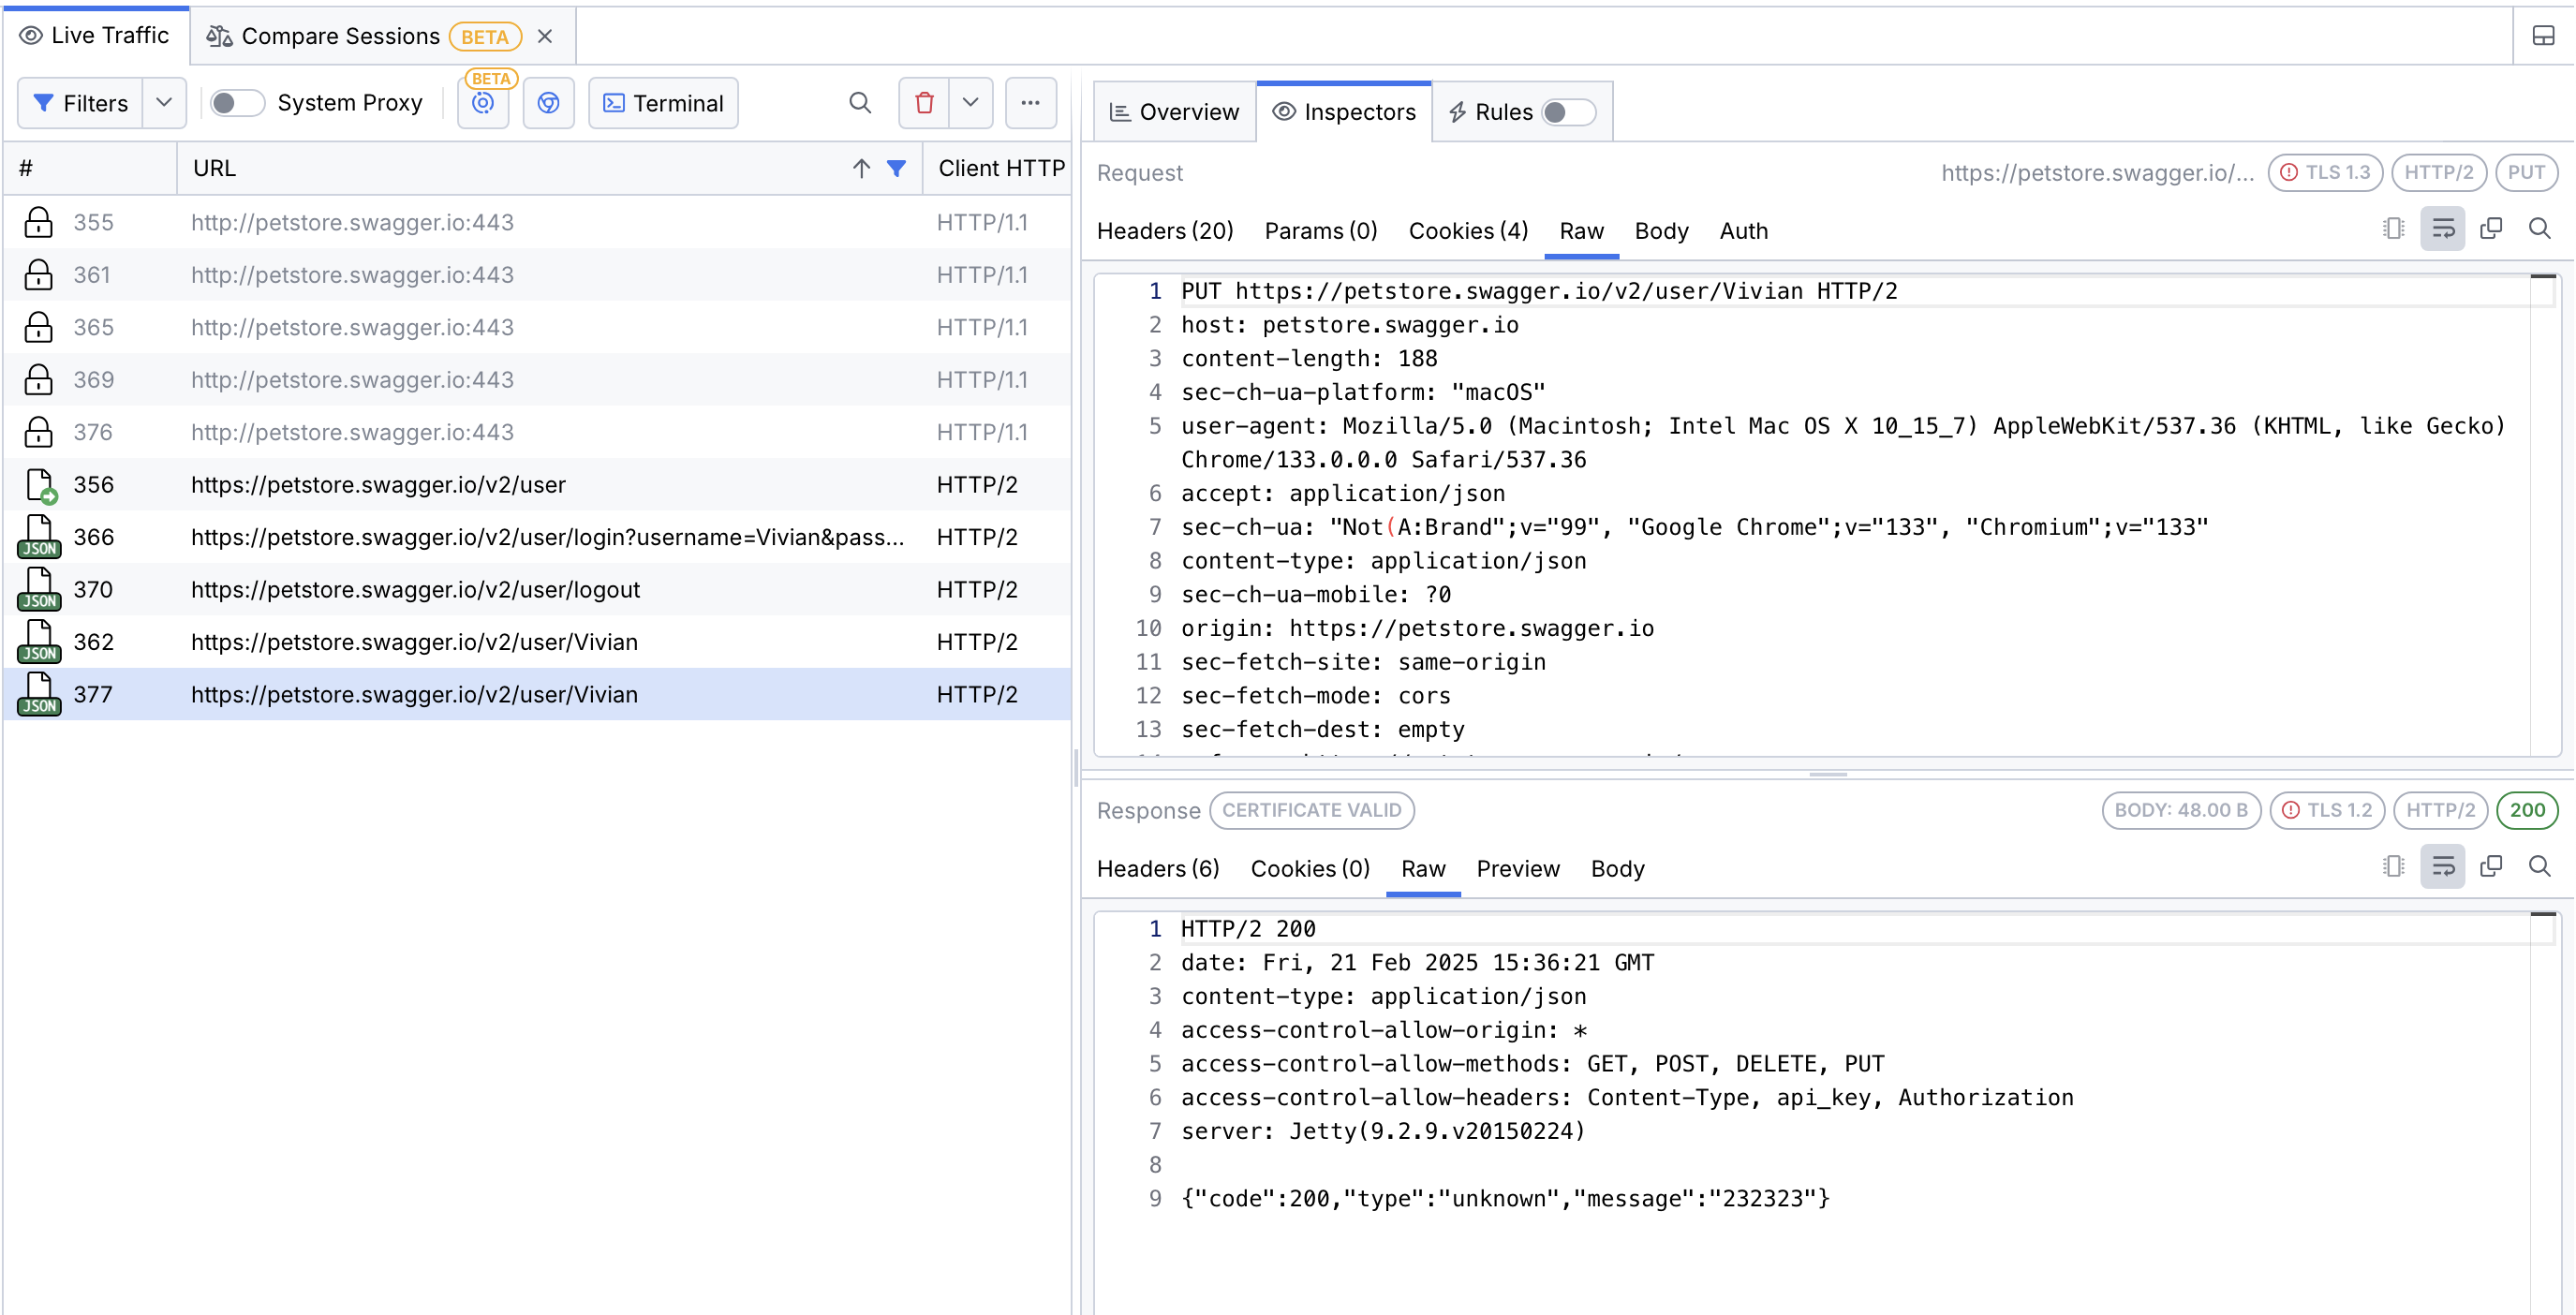 Live Traffic
Compare Sessions BETA
Filters
System Proxy
BETA
Terminal
# URL Client HTTP
355 http://petstore.swagger.io:443 HTTP/1.1
361 http://petstore.swagger.io:443 HTTP/1.1
365 http://petstore.swagger.io:443 HTTP/1.1
369 http://petstore.swagger.io:443 HTTP/1.1
376 http://petstore.swagger.io:443 HTTP/1.1
356 https://petstore.swagger.io/v2/user HTTP/2
JSON 366 https://petstore.swagger.io/v2/user/login?username=Vivian&pass... HTTP/2
JSON 370 https://petstore.swagger.io/v2/user/logout HTTP/2
JSON 362 https://petstore.swagger.io/v2/user/Vivian HTTP/2
JSON 377 https://petstore.swagger.io/v2/user/Vivian HTTP/2
Overview
Inspectors
Rules
Request https://petstore.swagger.io/... TLS 1.3 HTTP/2 PUT
Headers (20) Params (0) Cookies (4) Raw Body Auth
1 PUT https://petstore.swagger.io/v2/user/Vivian HTTP/2
2 host: petstore.swagger.io
3 content-length: 188
4 sec-ch-ua-platform: "macOS"
5 user-agent: Mozilla/5.0 (Macintosh; Intel Mac OS X 10_15_7) AppleWebKit/537.36 (KHTML, like Gecko)
Chrome/133.0.0.0 Safari/537.36
6 accept: application/json
7 sec-ch-ua: "Not(A:Brand";v="99", "Google Chrome";v="133", "Chromium";v="133"
8 content-type: application/json
9 sec-ch-ua-mobile: ?0
10 origin: https://petstore.swagger.io
11 sec-fetch-site: same-origin
12 sec-fetch-mode: cors
13 sec-fetch-dest: empty
Response CERTIFICATE VALID BODY: 48.00 B TLS 1.2 HTTP/2 200
Headers (6) Cookies (0) Raw Preview Body
1 HTTP/2 200
2 date: Fri, 21 Feb 2025 15:36:21 GMT
3 content-type: application/json
4 access-control-allow-origin: *
5 access-control-allow-methods: GET, POST, DELETE, PUT
6 access-control-allow-headers: Content-Type, api_key, Authorization
7 server: Jetty(9.2.9.v20150224)
8
9 {"code":200,"type":"unknown","message":"232323"}